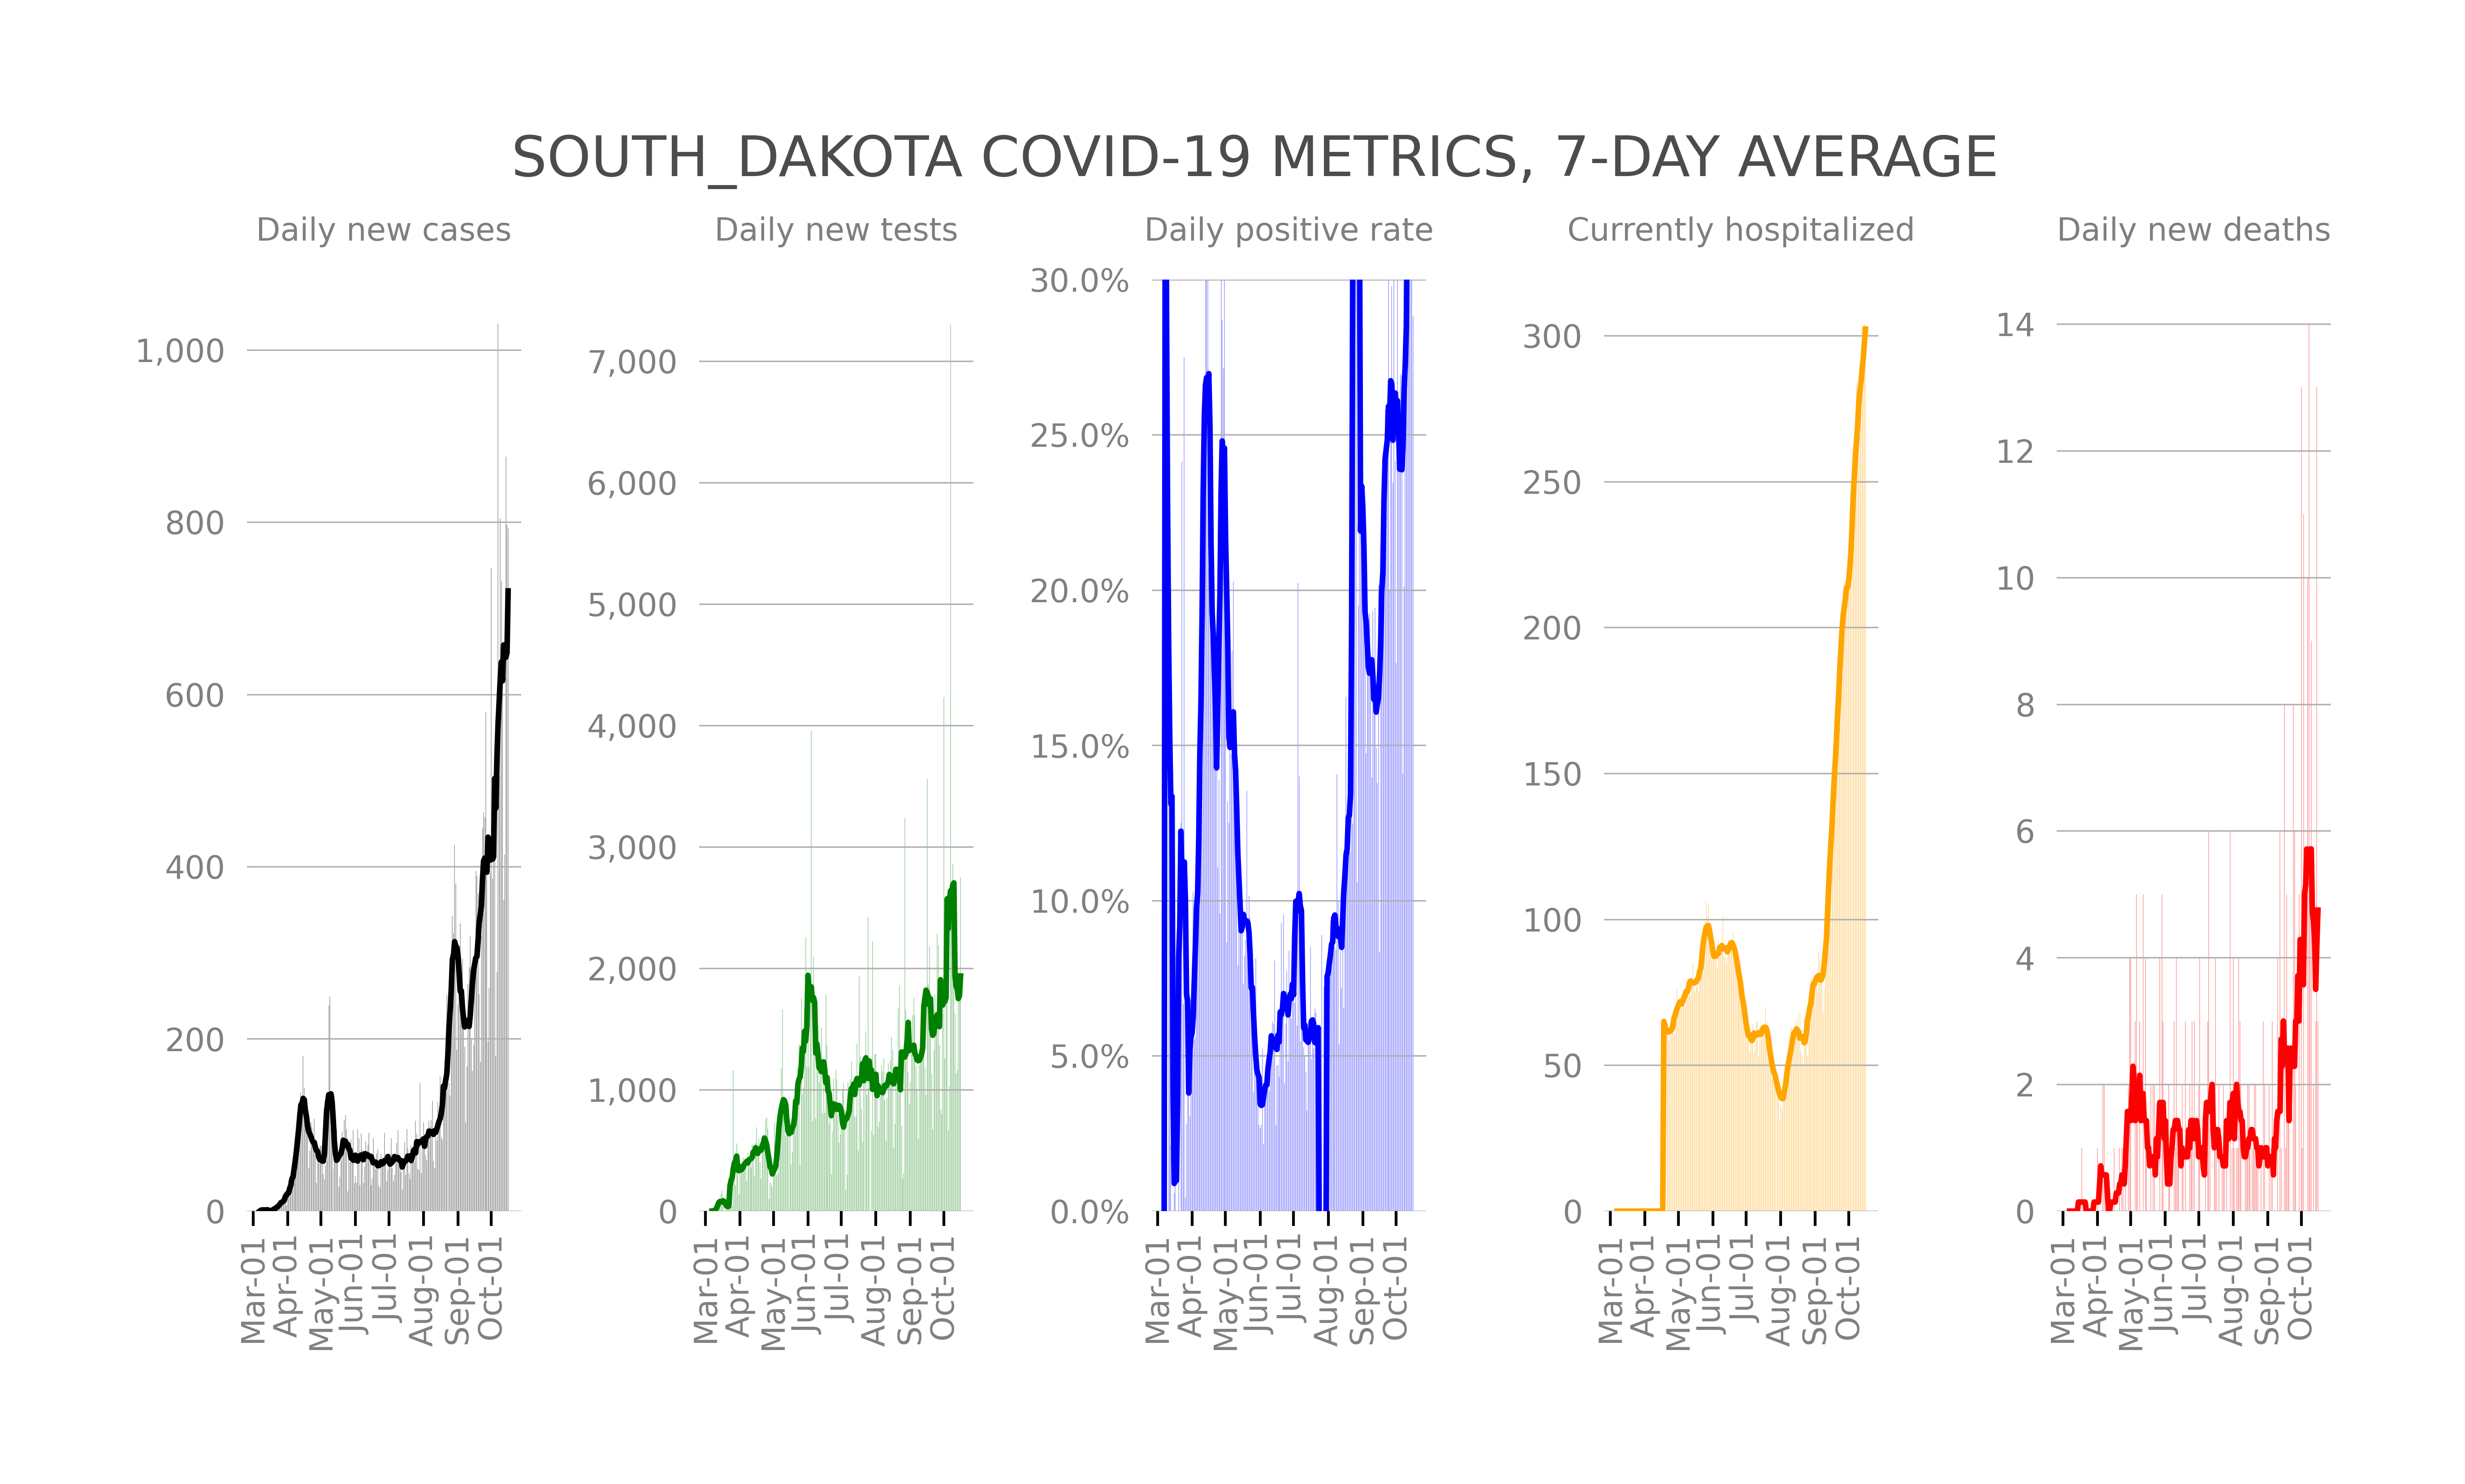 SOUTH_DAKOTA COVID-19 METRICS, 7-DAY AVERAGE
Daily new cases
1,000
800
600
400
200
0
Mar-01
Apr-01
May-01
Jun-01
Jul-01
Aug-01
Sep-01
Oct-01
Daily new tests
7,000
6,000
5,000
4,000
3,000
2,000
1,000
0
Mar-01
Apr-01
May-01
Jun-01
Jul-01
Aug-01
Sep-01
Oct-01
Daily positive rate
30.0%
25.0%
20.0%
15.0%
10.0%
5.0%
0.0%
Mar-01
Apr-01
May-01
Jun-01
Jul-01
Aug-01
Sep-01
Oct-01
Currently hospitalized
300
250
200
150
100
50
0
Mar-01
Apr-01
May-01
Jun-01
Jul-01
Aug-01
Sep-01
Oct-01
Daily new deaths
14
12
10
8
6
4
2
0
Mar-01
Apr-01
May-01
Jun-01
Jul-01
Aug-01
Sep-01
Oct-01